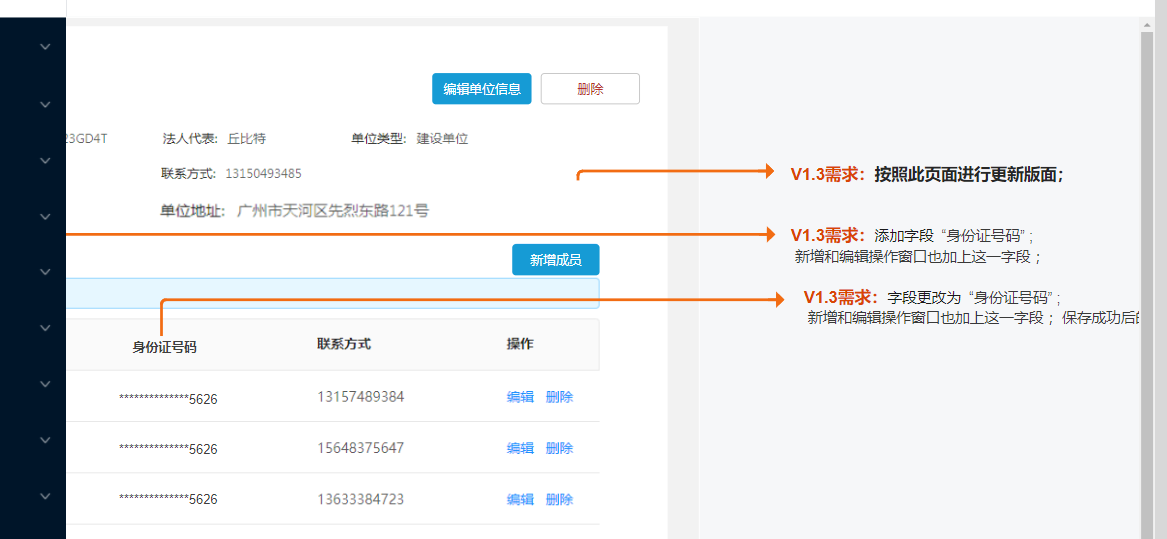 编辑单位信息 删除
23GD4T 法人代表: 丘比特 单位类型: 建设单位
联系方式: 13150493485
V1.3需求：按照此页面进行更新版面；
单位地址: 广州市天河区先烈东路121号
V1.3需求：添加字段“身份证号码”；
新增和编辑操作窗口也加上这一字段；
新增成员
V1.3需求：字段更改为“身份证号码”；
新增和编辑操作窗口也加上这一字段；保存成功后
身份证号码 联系方式 操作
**************5626 13157489384 编辑 删除
**************5626 15648375647 编辑 删除
**************5626 13633384723 编辑 删除